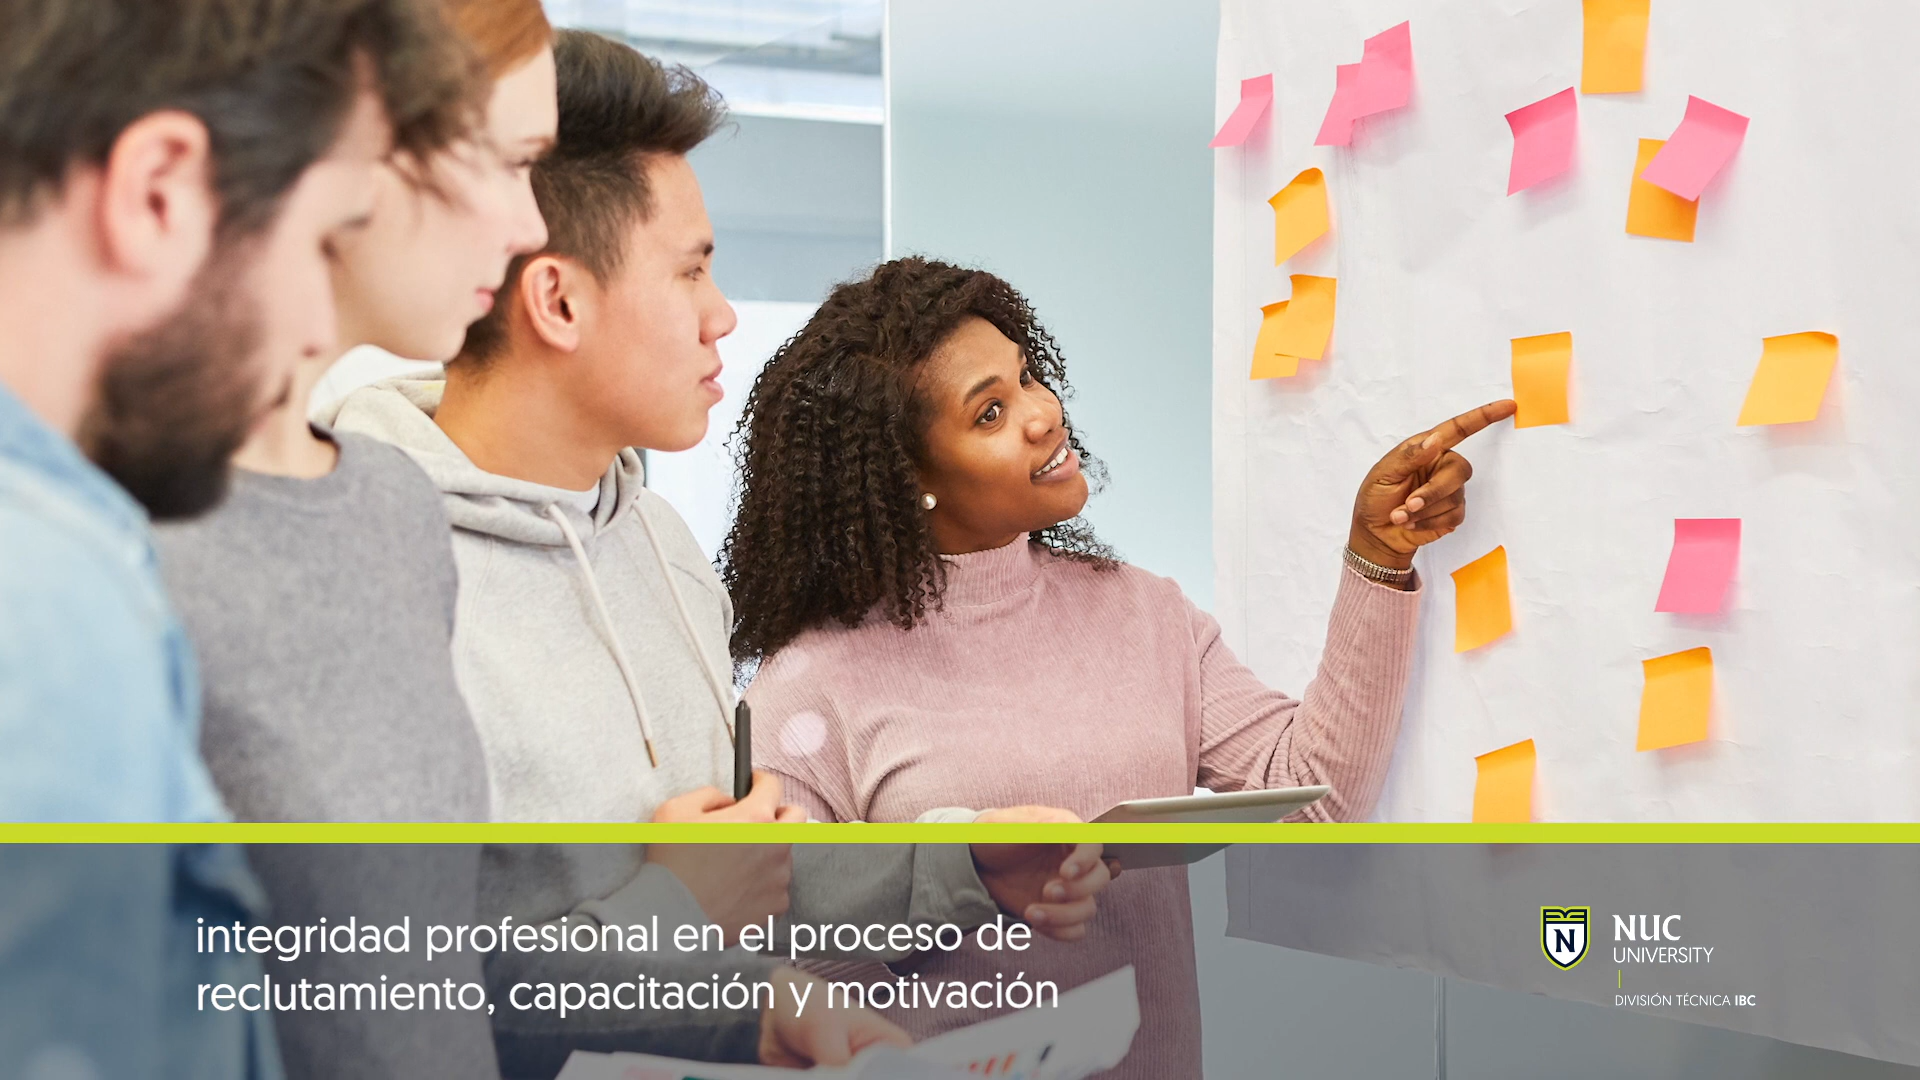 integridad profesional en el proceso de
reclutamiento, capacitación y motivación
N
NUC
UNIVERSITY
DIVISIÓN TÉCNICA IBC